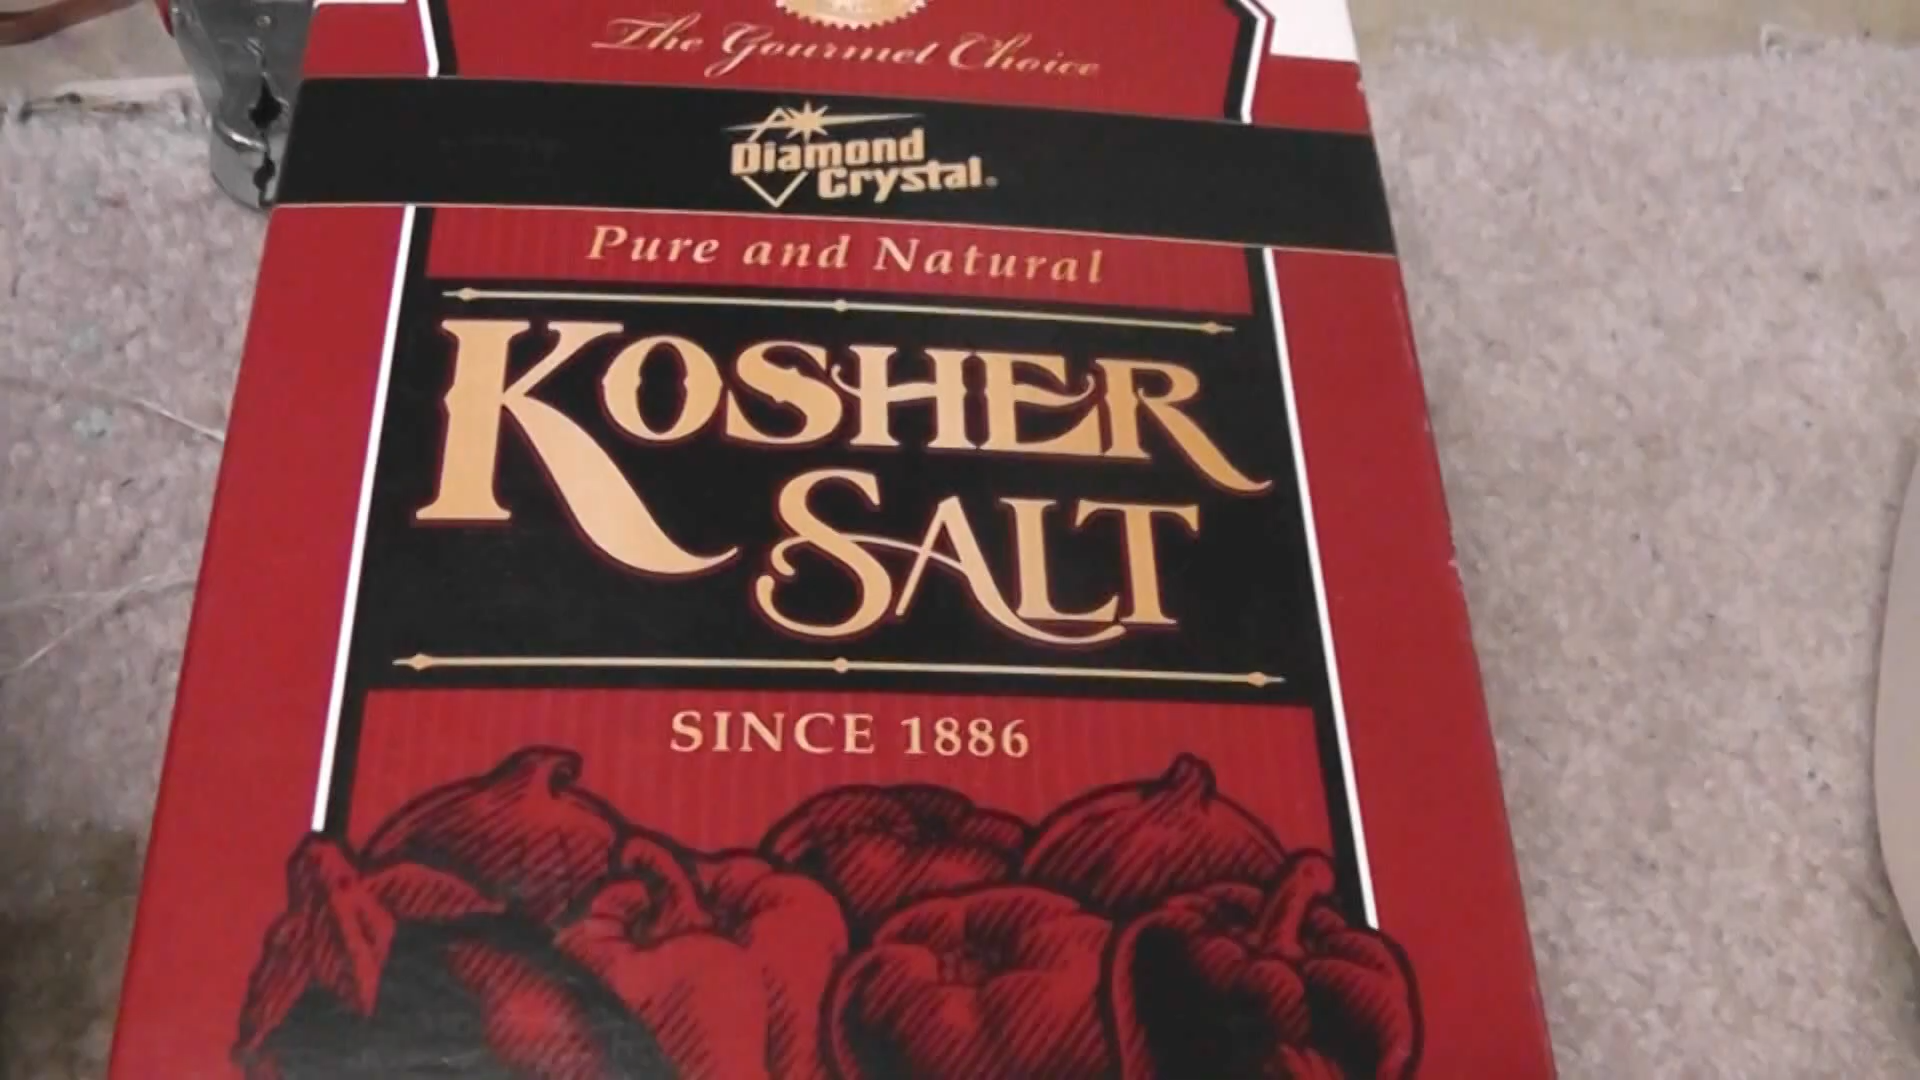 The Gourmet Choice
Diamond
Crystal®
Pure and Natural
KOSHER
SALT
SINCE 1886